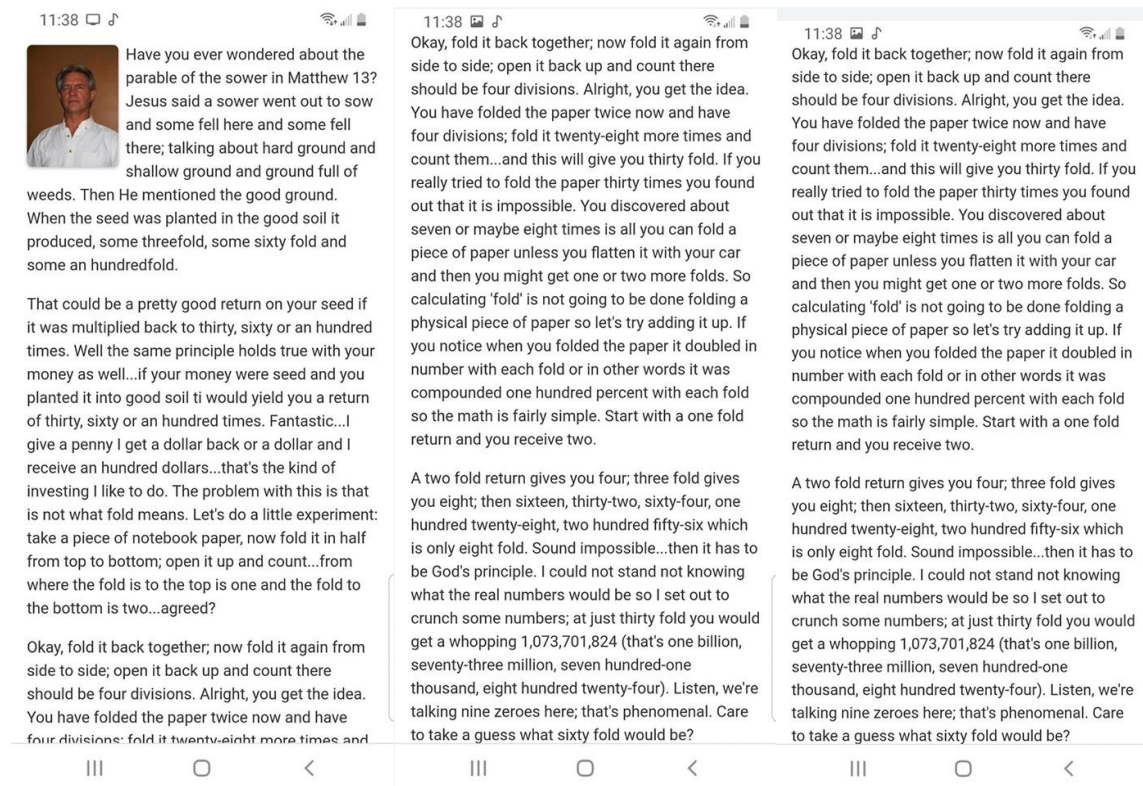 11:38
Have you ever wondered about the
parable of the sower in Matthew 13?
Jesus said a sower went out to sow
and some fell here and some fell
there; talking about hard ground and
shallow ground and ground full of
weeds. Then He mentioned the good ground.
When the seed was planted in the good soil it
produced, some threefold, some sixty fold and
some an hundredfold.
That could be a pretty good return on your seed if
it was multiplied back to thirty, sixty or an hundred
times. Well the same principle holds true with your
money as well...if your money were seed and you
planted it into good soil ti would yield you a return
of thirty, sixty or an hundred times. Fantastic...I
give a penny I get a dollar back or a dollar and I
receive an hundred dollars...that's the kind of
investing I like to do. The problem with this is that
is not what fold means. Let's do a little experiment:
take a piece of notebook paper, now fold it in half
from top to bottom; open it up and count...from
where the fold is to the top is one and the fold to
the bottom is two...agreed?
Okay, fold it back together; now fold it again from
side to side; open it back up and count there
should be four divisions. Alright, you get the idea.
You have folded the paper twice now and have
four divisions; fold it twenty-eight more times and
11:38
Okay, fold it back together; now fold it again from
side to side; open it back up and count there
should be four divisions. Alright, you get the idea.
You have folded the paper twice now and have
four divisions; fold it twenty-eight more times and
count them...and this will give you thirty fold. If you
really tried to fold the paper thirty times you found
out that it is impossible. You discovered about
seven or maybe eight times is all you can fold a
piece of paper unless you flatten it with your car
and then you might get one or two more folds. So
calculating 'fold' is not going to be done folding a
physical piece of paper so let's try adding it up. If
you notice when you folded the paper it doubled in
number with each fold or in other words it was
compounded one hundred percent with each fold
so the math is fairly simple. Start with a one fold
return and you receive two.
A two fold return gives you four; three fold gives
you eight; then sixteen, thirty-two, sixty-four, one
hundred twenty-eight, two hundred fifty-six which
is only eight fold. Sound impossible...then it has to
be God's principle. I could not stand not knowing
what the real numbers would be so I set out to
crunch some numbers; at just thirty fold you would
get a whopping 1,073,701,824 (that's one billion,
seventy-three million, seven hundred-one
thousand, eight hundred twenty-four). Listen, we're
talking nine zeroes here; that's phenomenal. Care
to take a guess what sixty fold would be?
11:38
Okay, fold it back together; now fold it again from
side to side; open it back up and count there
should be four divisions. Alright, you get the idea.
You have folded the paper twice now and have
four divisions; fold it twenty-eight more times and
count them...and this will give you thirty fold. If you
really tried to fold the paper thirty times you found
out that it is impossible. You discovered about
seven or maybe eight times is all you can fold a
piece of paper unless you flatten it with your car
and then you might get one or two more folds. So
calculating 'fold' is not going to be done folding a
physical piece of paper so let's try adding it up. If
you notice when you folded the paper it doubled in
number with each fold or in other words it was
compounded one hundred percent with each fold
so the math is fairly simple. Start with a one fold
return and you receive two.
A two fold return gives you four; three fold gives
you eight; then sixteen, thirty-two, sixty-four, one
hundred twenty-eight, two hundred fifty-six which
is only eight fold. Sound impossible...then it has to
be God's principle. I could not stand not knowing
what the real numbers would be so I set out to
crunch some numbers; at just thirty fold you would
get a whopping 1,073,701,824 (that's one billion,
seventy-three million, seven hundred-one
thousand, eight hundred twenty-four). Listen, we're
talking nine zeroes here; that's phenomenal. Care
to take a guess what sixty fold would be?